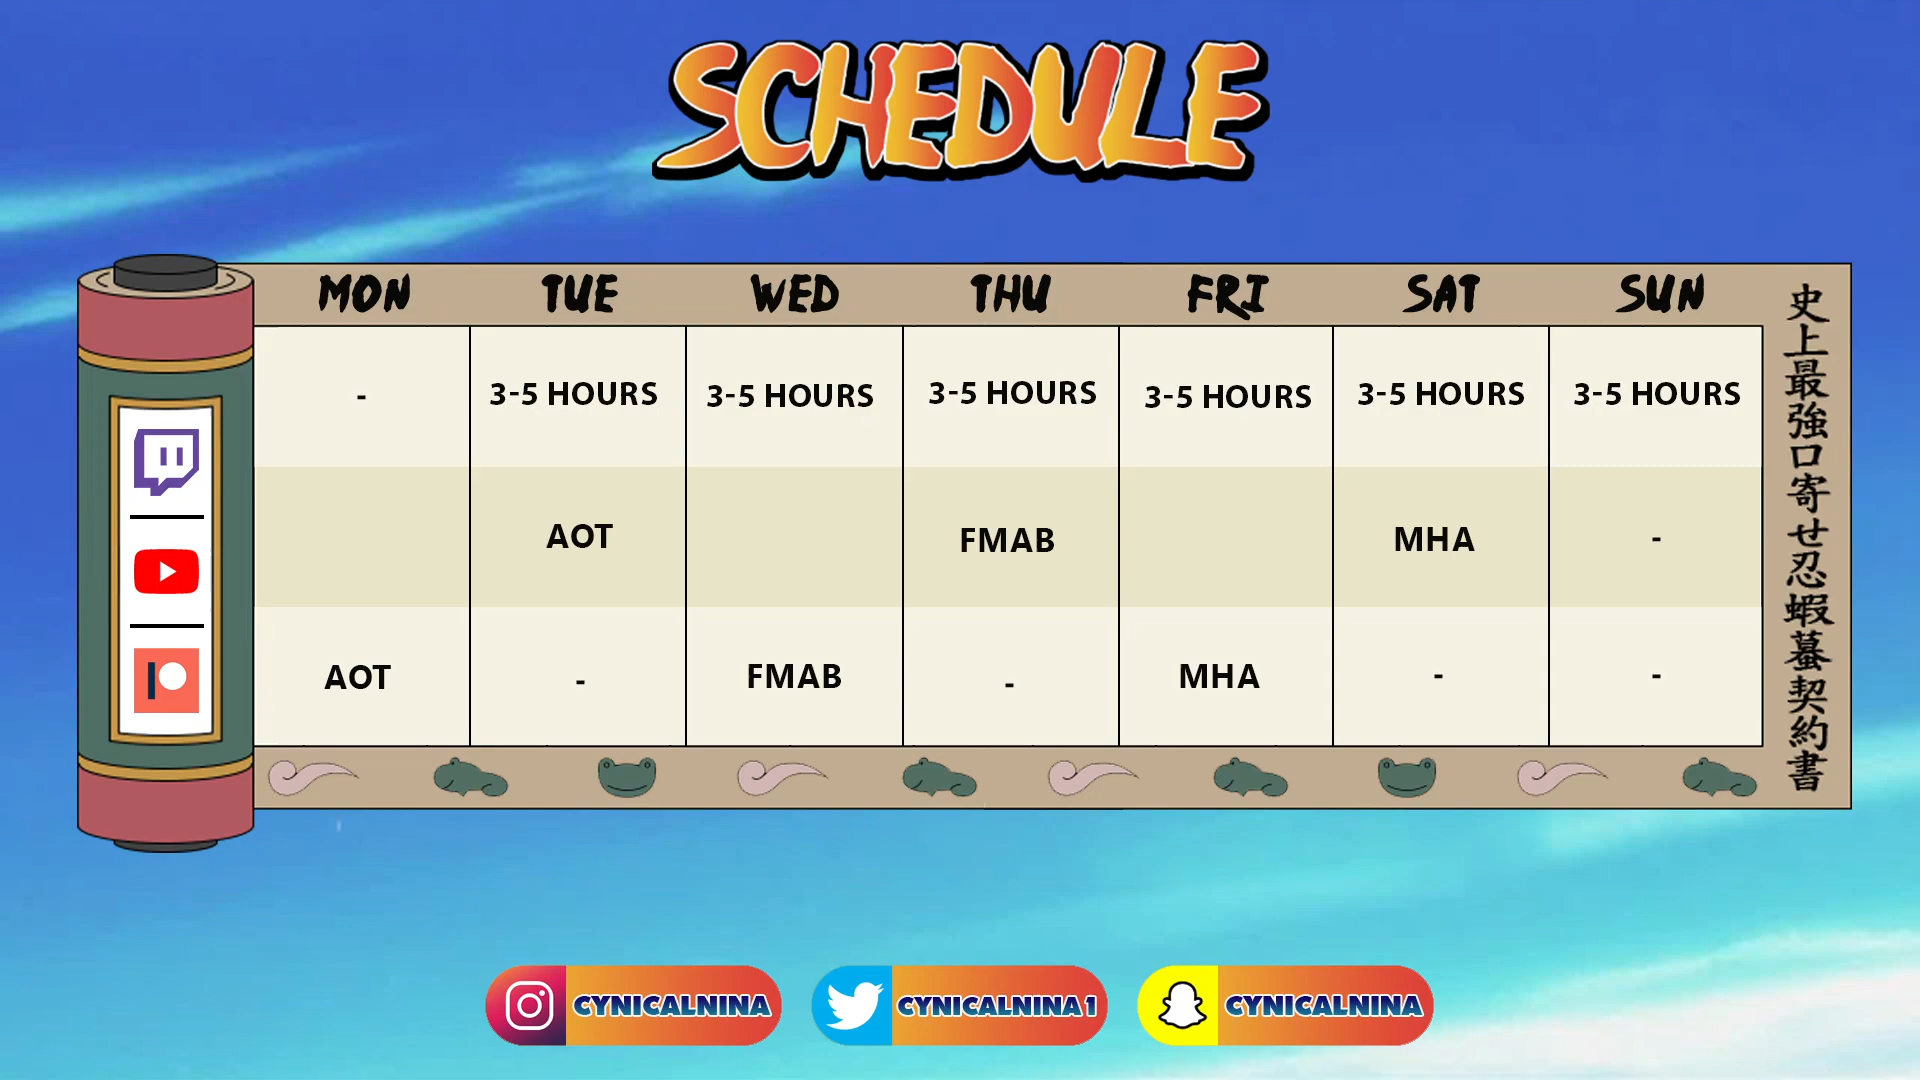 SCHEDULE
MON TUE WED THU FRI SAT SUN
- 3-5 HOURS 3-5 HOURS 3-5 HOURS 3-5 HOURS 3-5 HOURS 3-5 HOURS
AOT FMAB MHA -
AOT - FMAB - MHA - -
史上最強口寄せ忍蝦蟇契約書
CYNICALNINA CYNICALNINA1 CYNICALNINA